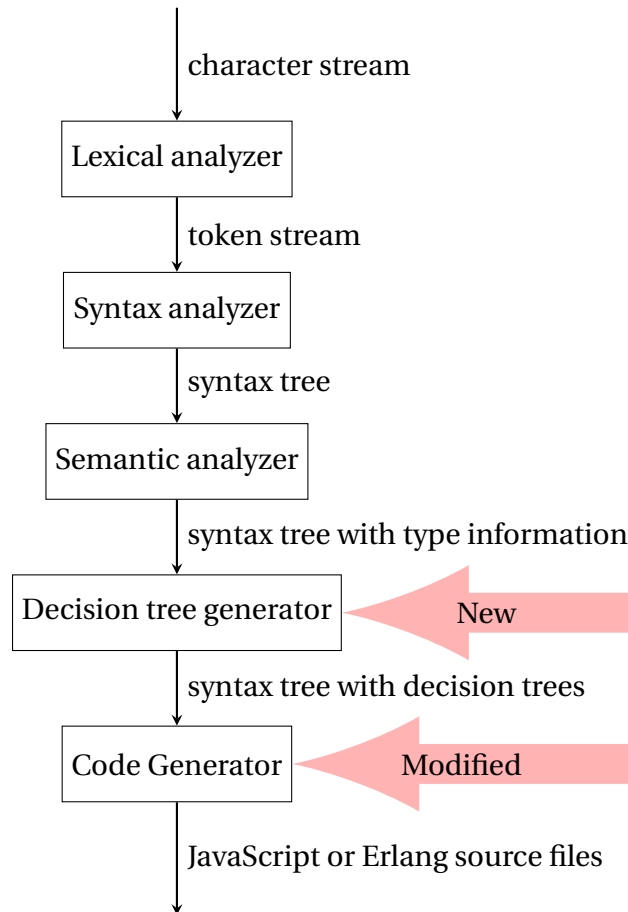 character stream
Lexical analyzer
token stream
Syntax analyzer
syntax tree
Semantic analyzer
syntax tree with type information
Decision tree generator
New
syntax tree with decision trees
Code Generator
Modified
JavaScript or Erlang source files